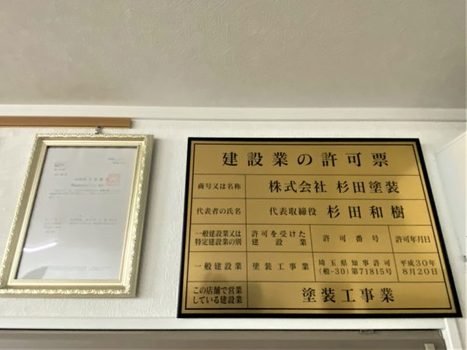 建設業の許可票
商号又は名称 株式会社 杉田塗装
代表者の氏名 代表取締役 杉田和樹
一般建設業又は
特定建設業の別
許可を受けた
建設業
許可番号 許可年月日
一般建設業 塗装工事業
埼玉県知事許可
(般-30)第71815号
平成30年
8月20日
この店舗で営業
している建設業
塗装工事業